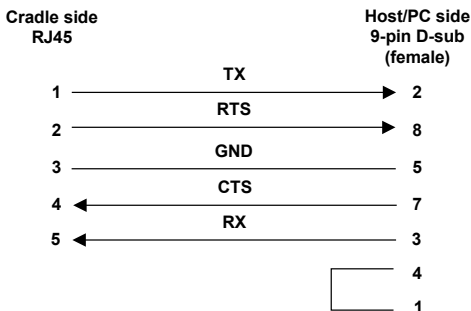 Cradle side
RJ45
Host/PC side
9-pin D-sub
(female)
TX
1 2
RTS
2 8
GND
3 5
CTS
4 7
RX
5 3
4
1